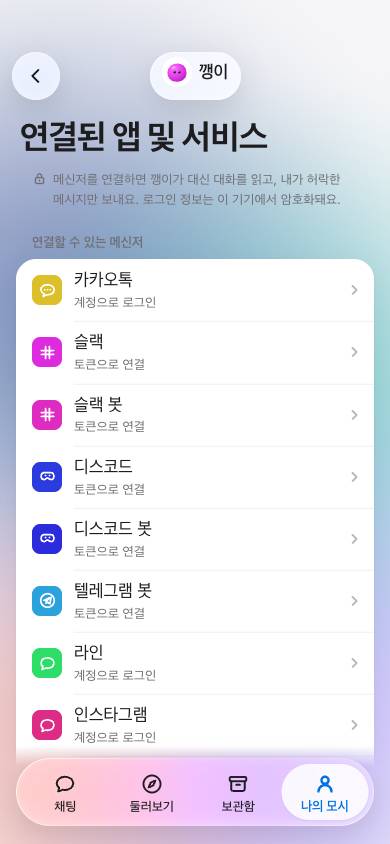 깽이
연결된 앱 및 서비스
메신저를 연결하면 깽이가 대신 대화를 읽고, 내가 허락한
메시지만 보내요. 로그인 정보는 이 기기에서 암호화돼요.
연결할 수 있는 메신저
카카오톡
계정으로 로그인
슬랙
토큰으로 연결
슬랙 봇
토큰으로 연결
디스코드
토큰으로 연결
디스코드 봇
토큰으로 연결
텔레그램 봇
토큰으로 연결
라인
계정으로 로그인
인스타그램
계정으로 로그인
채팅 둘러보기 보관함 나의 모시